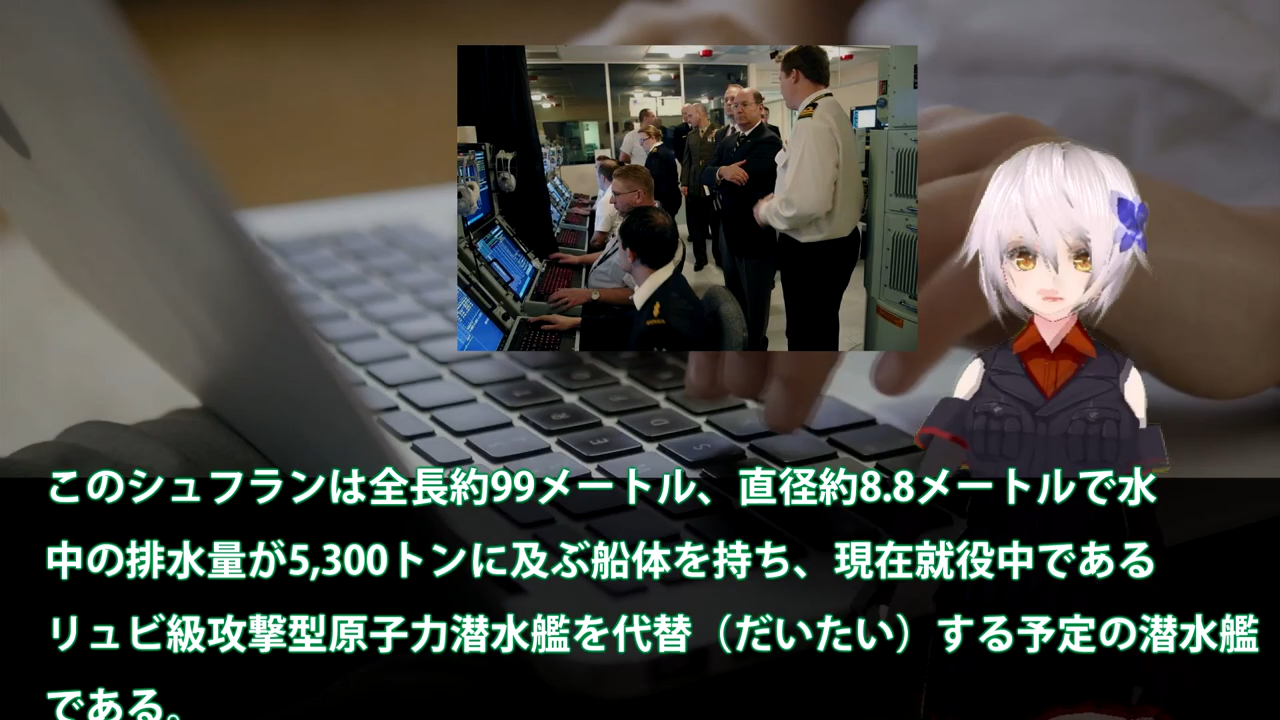 このシュフランは全長約99メートル、直径約8.8メートルで水
中の排水量が5,300トンに及ぶ船体を持ち、現在就役中である
リュビ級攻撃型原子力潜水艦を代替（だいたい）する予定の潜水艦
である。